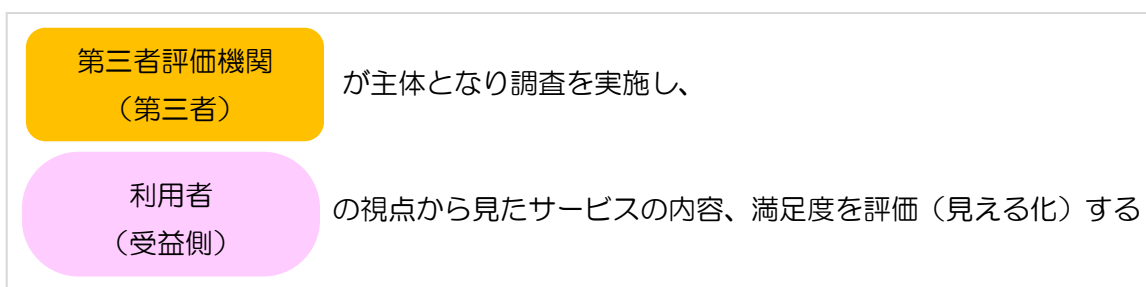 第三者評価機関
（第三者）
が主体となり調査を実施し、
利用者
（受益側）
の視点から見たサービスの内容、満足度を評価（見える化）する